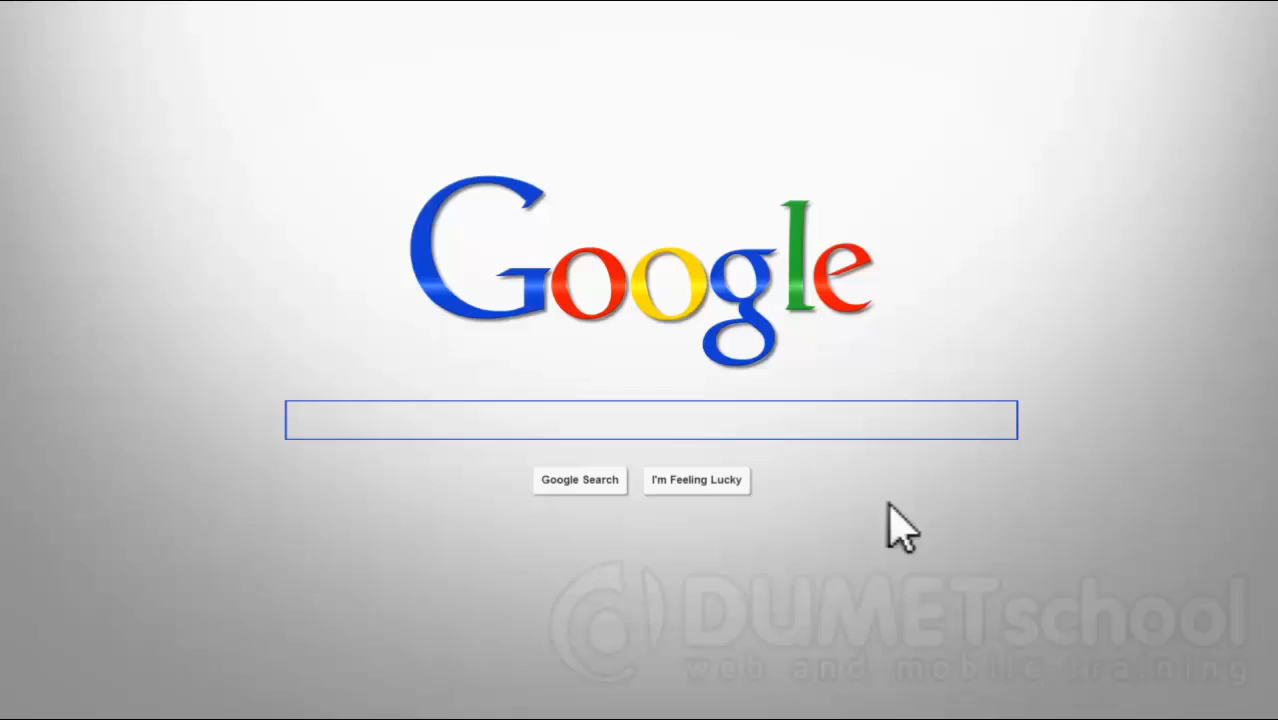 Google
Google Search
I'm Feeling Lucky
DUMETschool
web and mobile training